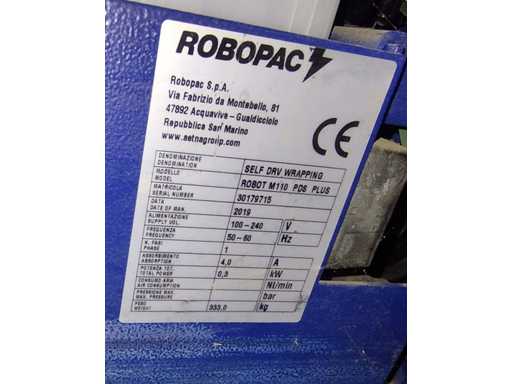 ROBOPAC
Robopac S.p.A.
Via Fabrizio da Montebello, 81
47892 Acquaviva - Gualdicciolo
Repubblica San Marino
www.aetnagroup.com
CE
DENOMINAZIONE
DENOMINATION
SELF DRV WRAPPING
MODELLO
MODEL
ROBOT M110 PDS PLUS
MATRICOLA
SERIAL NUMBER
30179715
DATA
DATE OF MAN.
2019
ALIMENTAZIONE
SUPPLY VOL.
100-240 V
FREQUENZA
FREQUENCY
50-60 Hz
N. FASI
PHASE
1
ASSORBIMENTO
ABSORPTION
4,0 A
POTENZA TOT.
TOTAL POWER
0,3 kW
CONSUMO ARIA
AIR CONSUMPTION
Nl/min
PRESSIONE MAX.
MAX. PRESSURE
bar
PESO
WEIGHT
333,0 kg